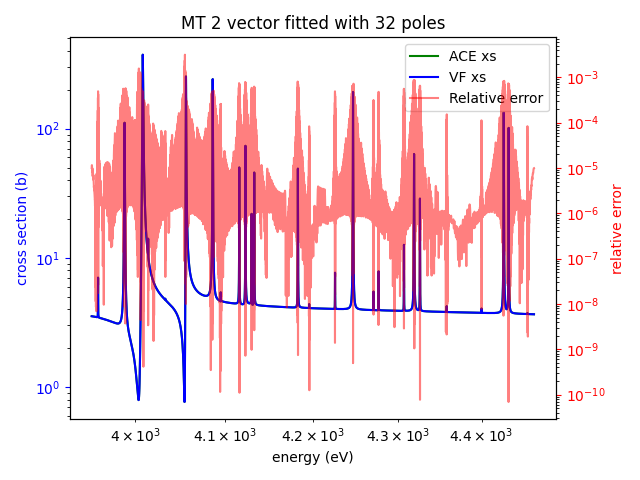 MT 2 vector fitted with 32 poles
ACE xs
VF xs
Relative error
10²
10¹
10⁰
cross section (b)
10⁻³
10⁻⁴
10⁻⁵
10⁻⁶
10⁻⁷
10⁻⁸
10⁻⁹
10⁻¹⁰
relative error
4 × 10³ 4.1 × 10³ 4.2 × 10³ 4.3 × 10³ 4.4 × 10³
energy (eV)